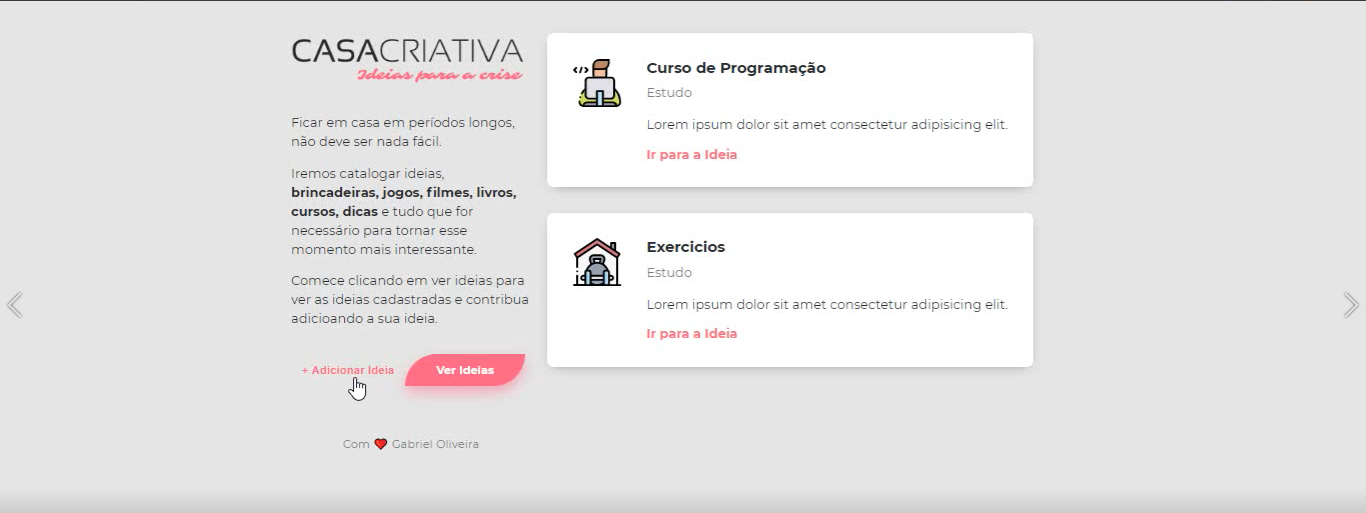 CASACRIATIVA
Ideias para a crise
Ficar em casa em períodos longos,
não deve ser nada fácil.
Iremos catalogar ideias,
brincadeiras, jogos, filmes, livros,
cursos, dicas e tudo que for
necessário para tornar esse
momento mais interessante.
Comece clicando em ver ideias para
ver as ideias cadastradas e contribua
adicioando a sua ideia.
+ Adicionar Ideia
Ver Ideias
Com ❤ Gabriel Oliveira
</> 
Curso de Programação
Estudo
Lorem ipsum dolor sit amet consectetur adipisicing elit.
Ir para a Ideia
Exercicios
Estudo
Lorem ipsum dolor sit amet consectetur adipisicing elit.
Ir para a Ideia